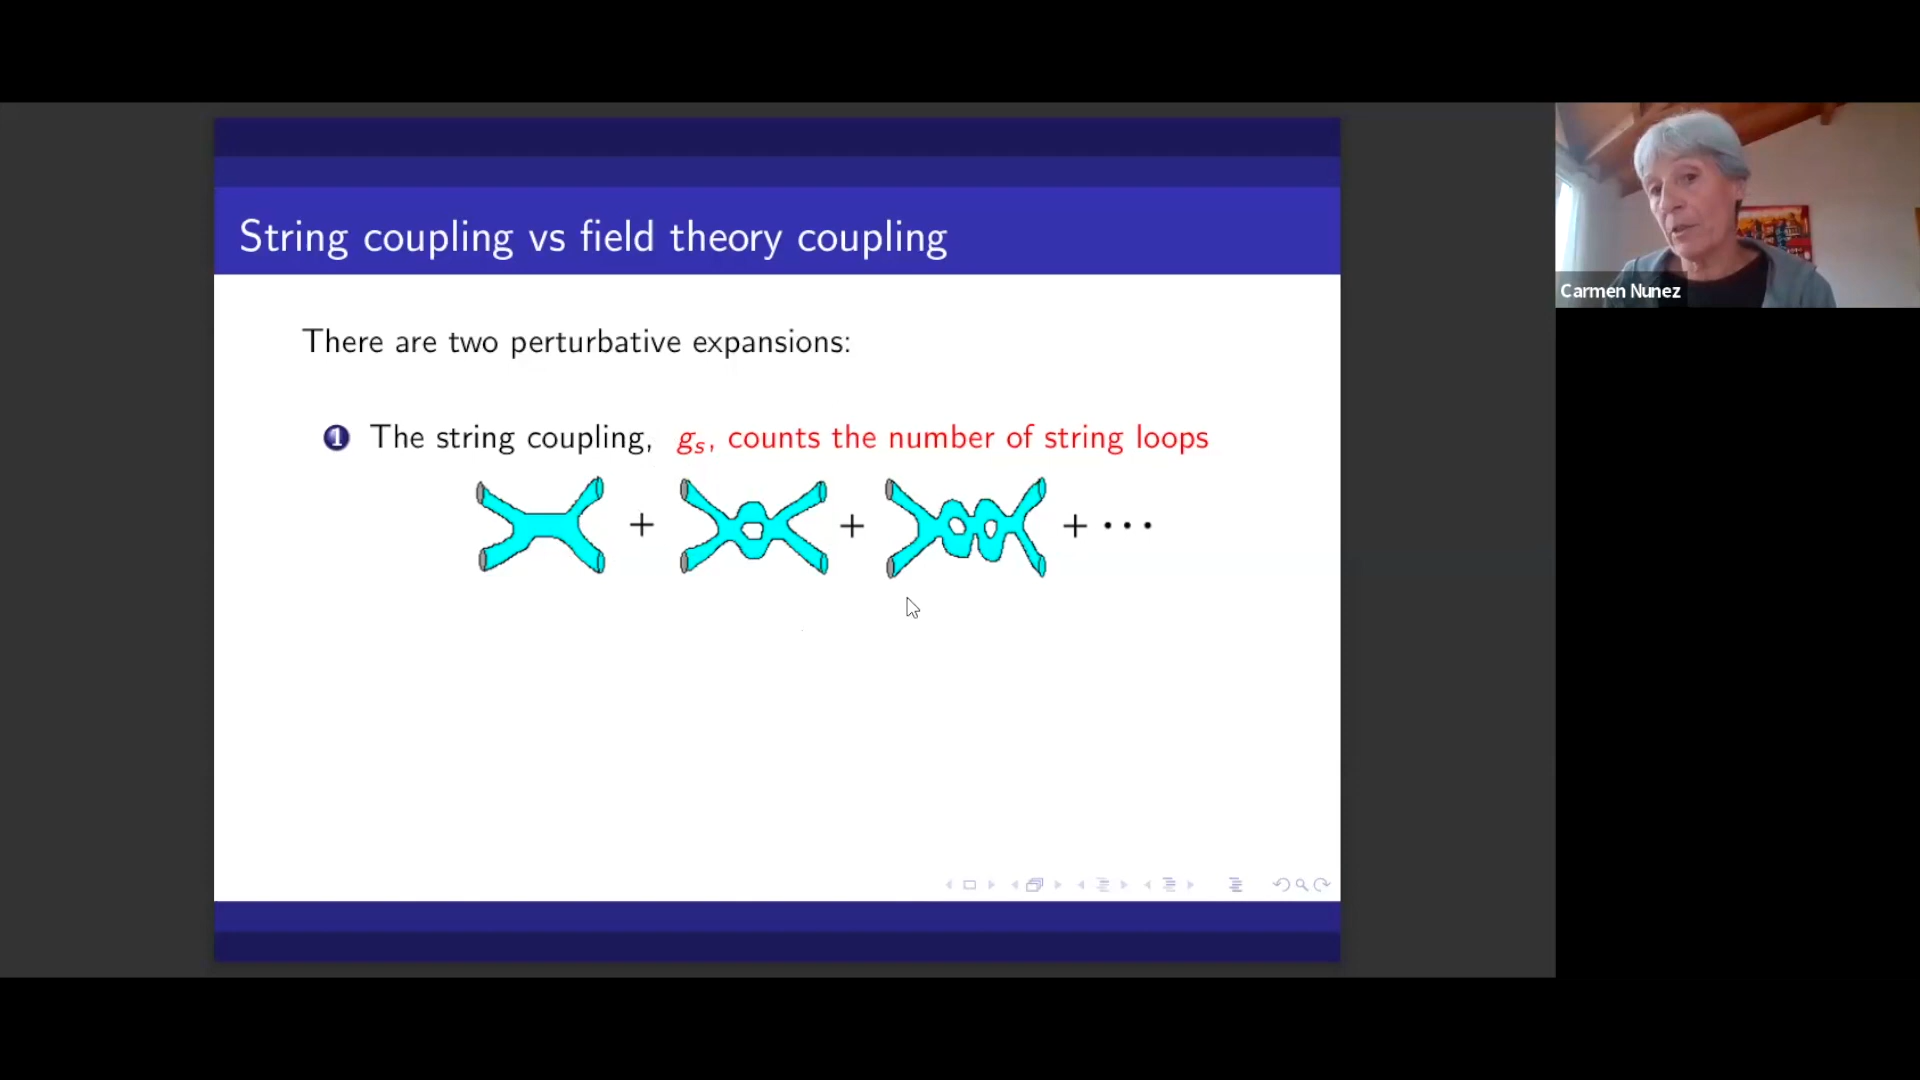 String coupling vs field theory coupling
Carmen Nunez
There are two perturbative expansions:
1 The string coupling, gₛ, counts the number of string loops
+ + + ···